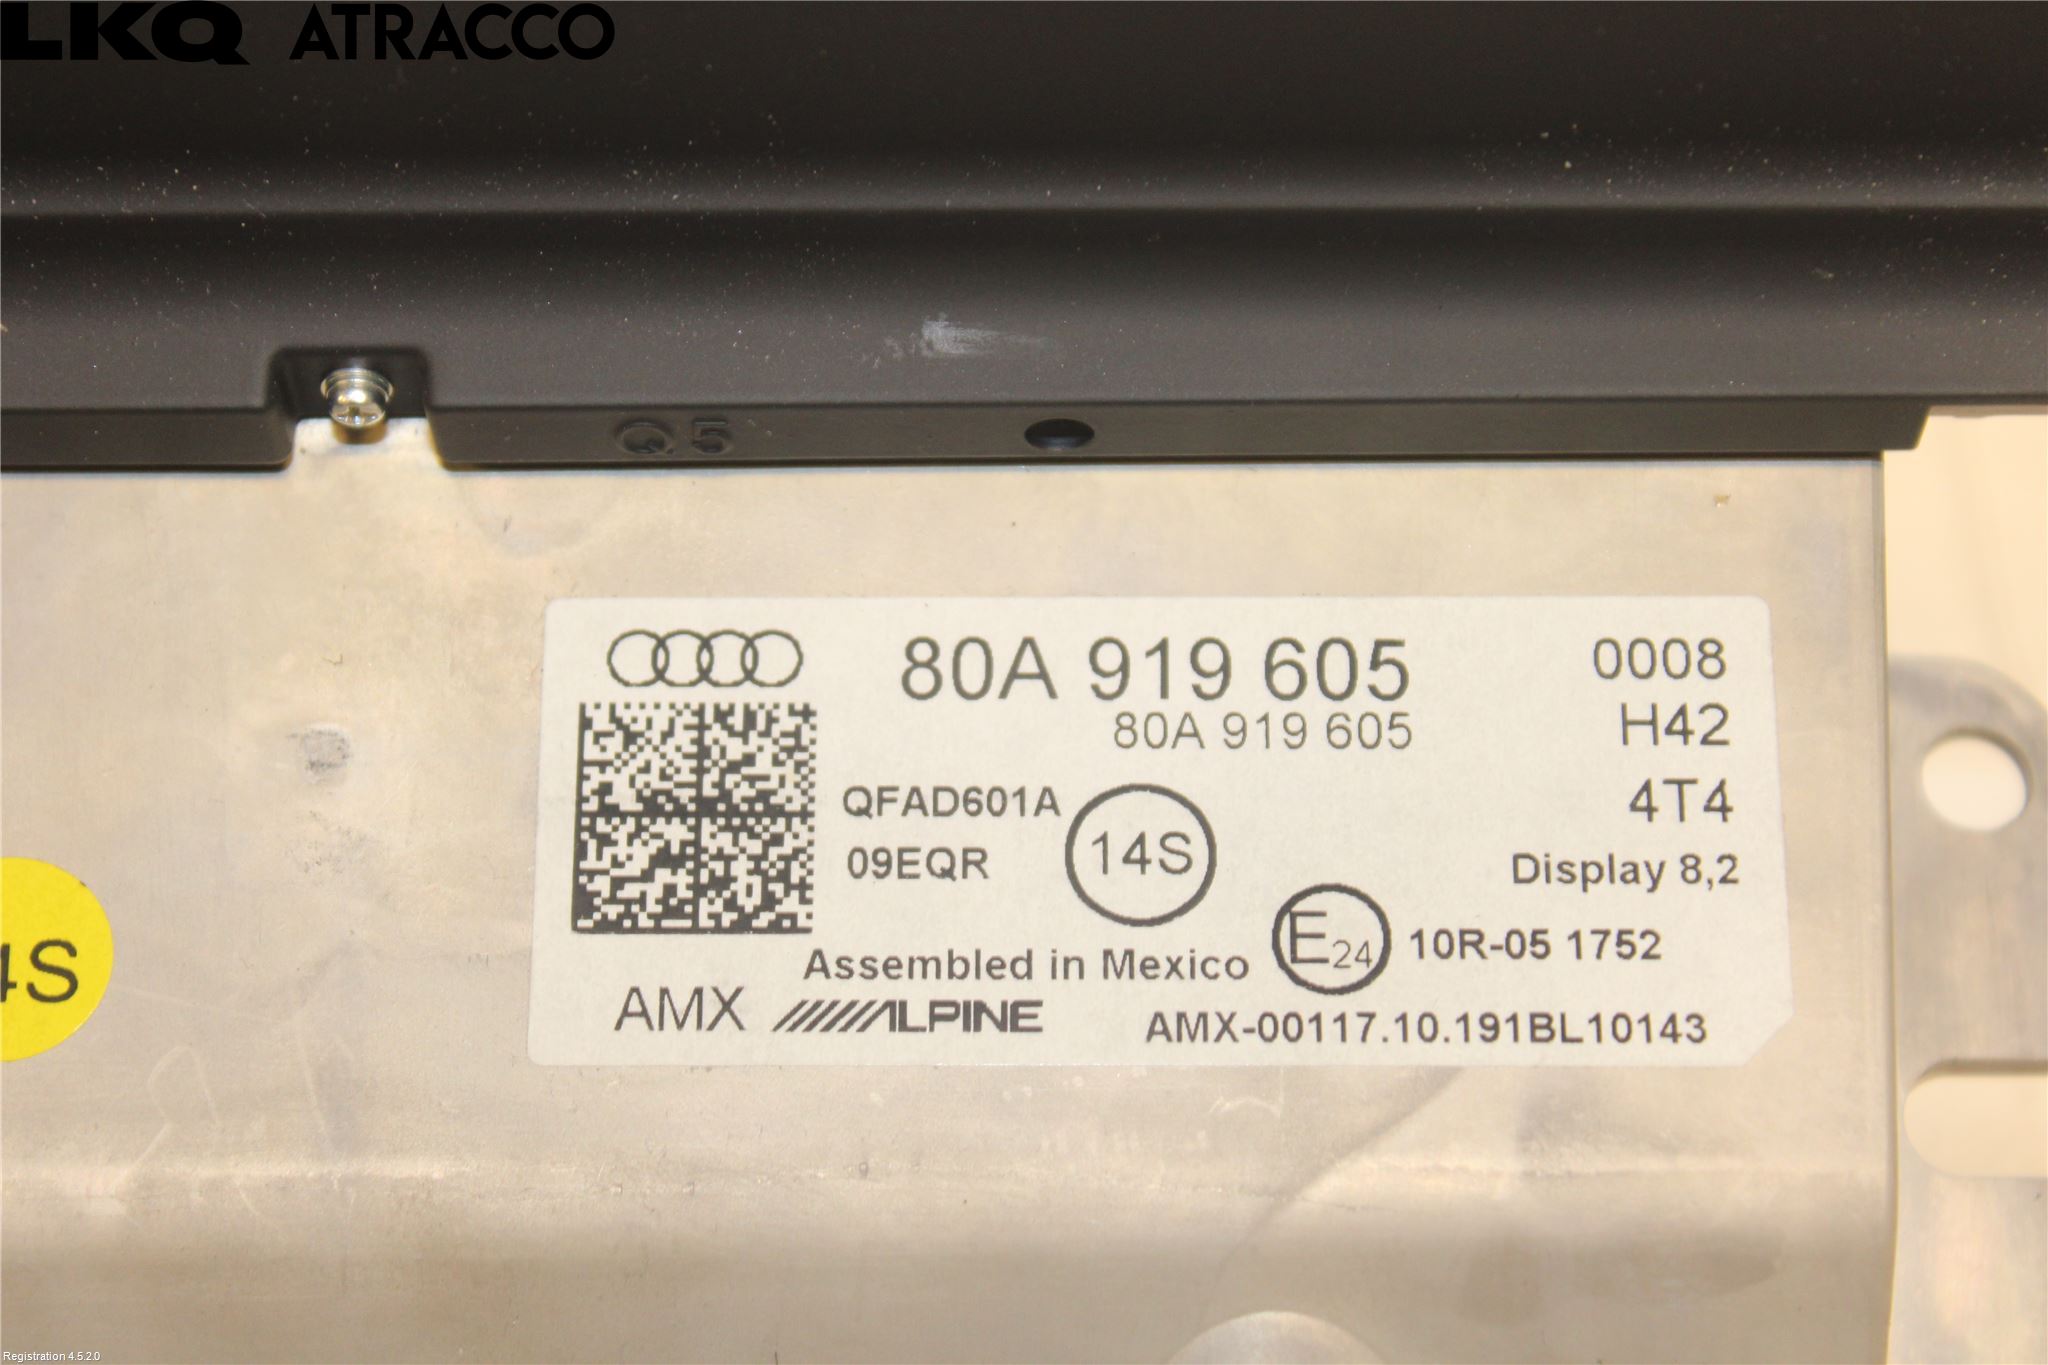 LKQ ATRACCO
Q5
80A 919 605
80A 919 605
0008
H42
4T4
Display 8,2
QFAD601A
09EQR
14S
E24 10R-05 1752
Assembled in Mexico
AMX ALPINE
AMX-00117.10.191BL10143
4S
Registration 4.5.2.0